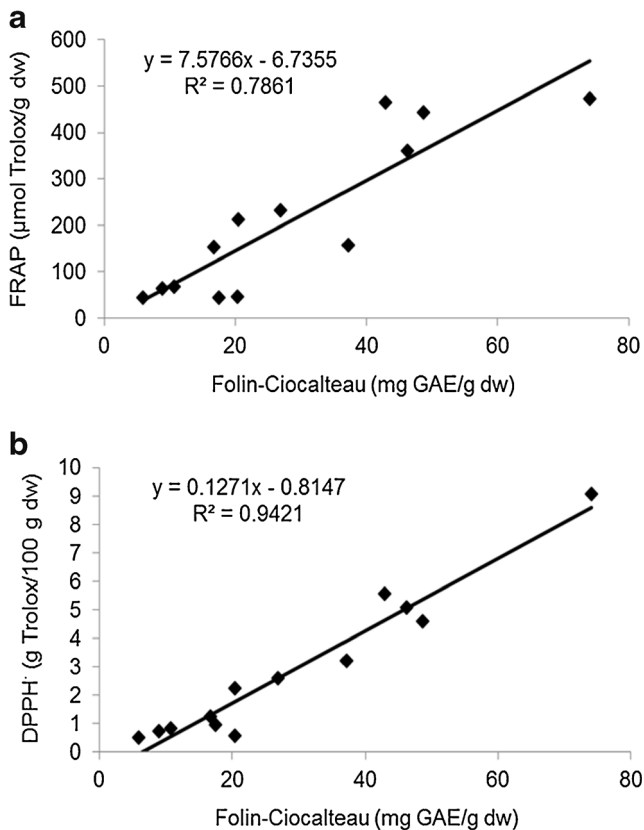 a
y = 7.5766x - 6.7355
R² = 0.7861
FRAP (µmol Trolox/g dw)
600
500
400
300
200
100
0
0 20 40 60 80
Folin-Ciocalteau (mg GAE/g dw)
b
y = 0.1271x - 0.8147
R² = 0.9421
DPPH· (g Trolox/100 g dw)
10
9
8
7
6
5
4
3
2
1
0
0 20 40 60 80
Folin-Ciocalteau (mg GAE/g dw)